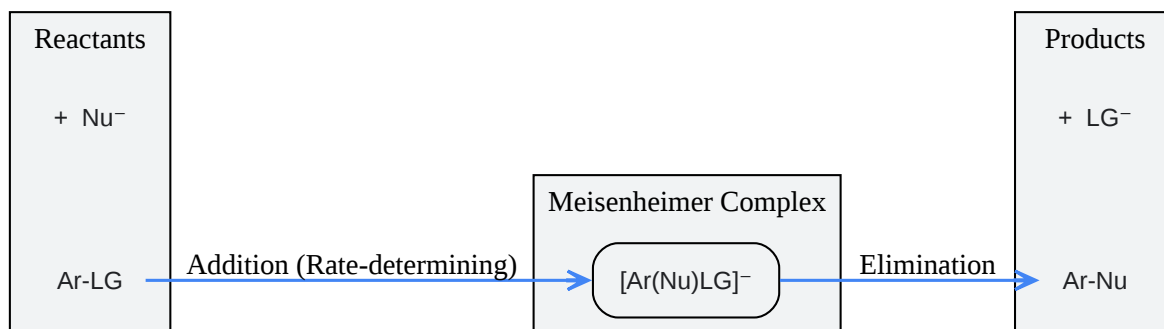 Reactants
+ Nu⁻
Ar-LG
Addition (Rate-determining)
Meisenheimer Complex
[Ar(Nu)LG]⁻
Elimination
Products
+ LG⁻
Ar-Nu